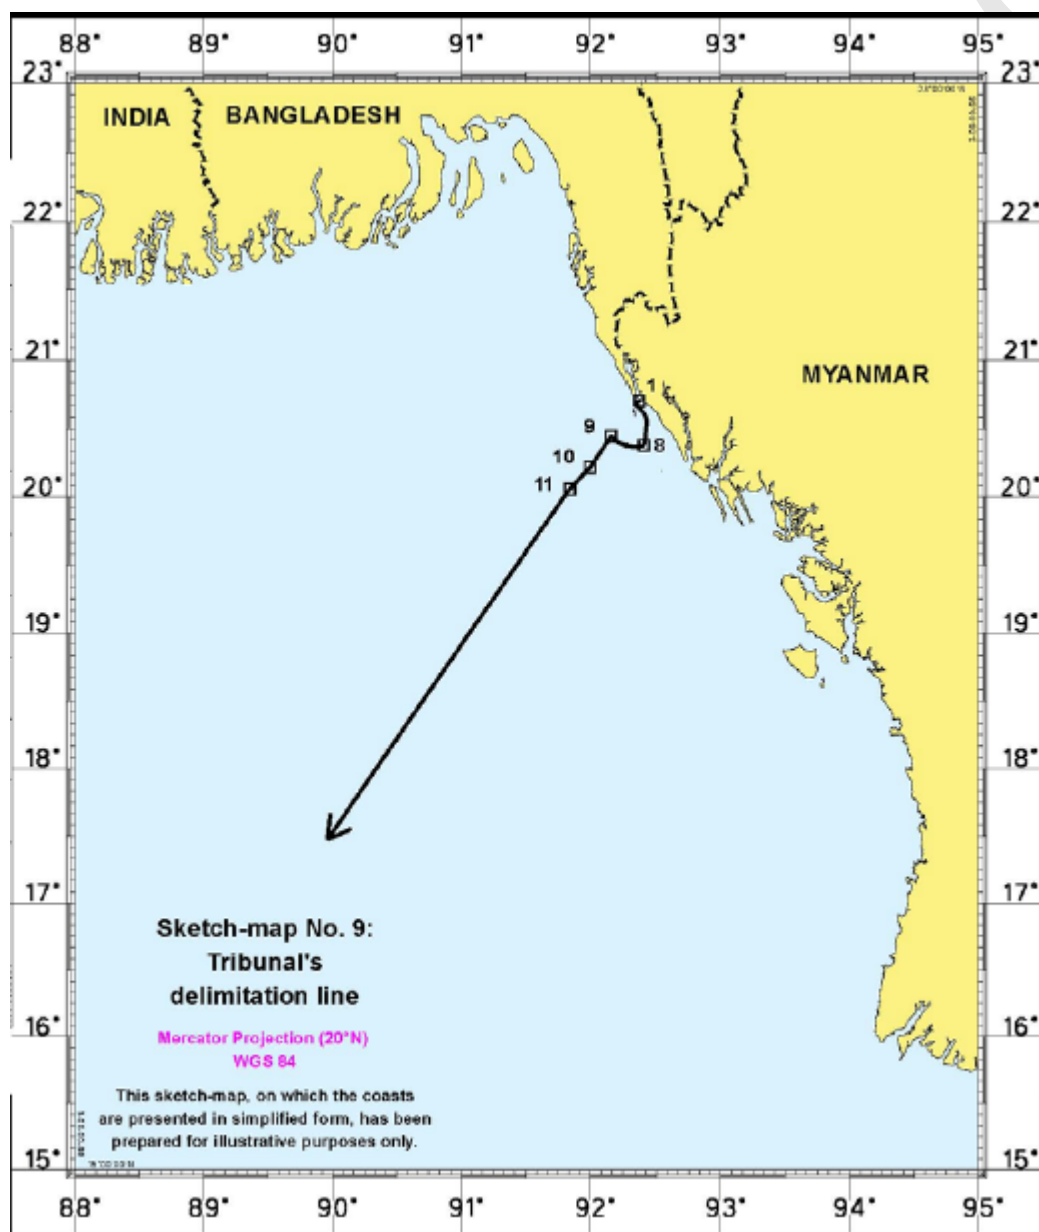 88° 89° 90° 91° 92° 93° 94° 95°
23° 23°
INDIA BANGLADESH
22° 22°
21° 21°
MYANMAR
1
9
8
10
11
20° 20°
19° 19°
18° 18°
17° 17°
Sketch-map No. 9:
Tribunal's
delimitation line
16° 16°
Mercator Projection (20°N)
WGS 84
This sketch-map, on which the coasts
are presented in simplified form, has been
prepared for illustrative purposes only.
15° 15°
88° 89° 90° 91° 92° 93° 94° 95°